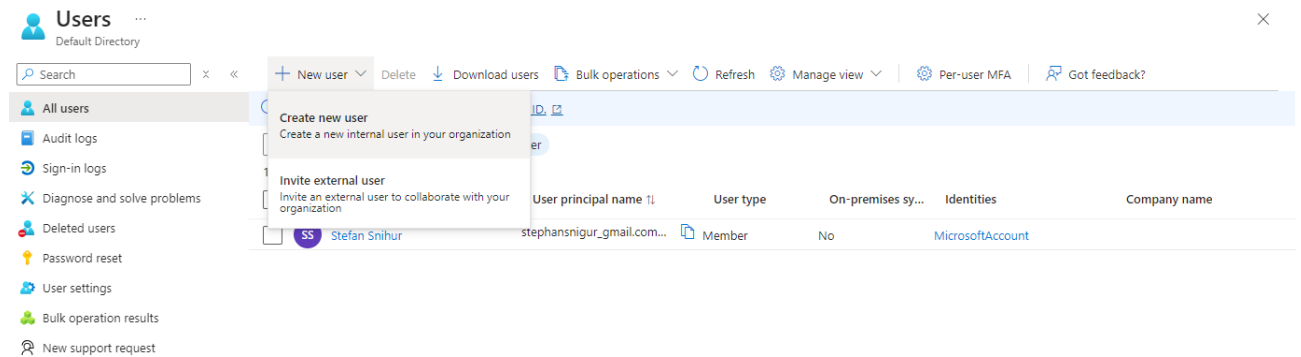 Users ...
Default Directory
Search
New user
Delete
Download users
Bulk operations
Refresh
Manage view
Per-user MFA
Got feedback?
All users
Audit logs
Sign-in logs
Diagnose and solve problems
Deleted users
Password reset
User settings
Bulk operation results
New support request
Create new user
Create a new internal user in your organization
Invite external user
Invite an external user to collaborate with your
organization
ID.
er
1
User principal name
User type
On-premises sy...
Identities
Company name
SS
Stefan Snihur
stephansnigur_gmail.com...
Member
No
MicrosoftAccount